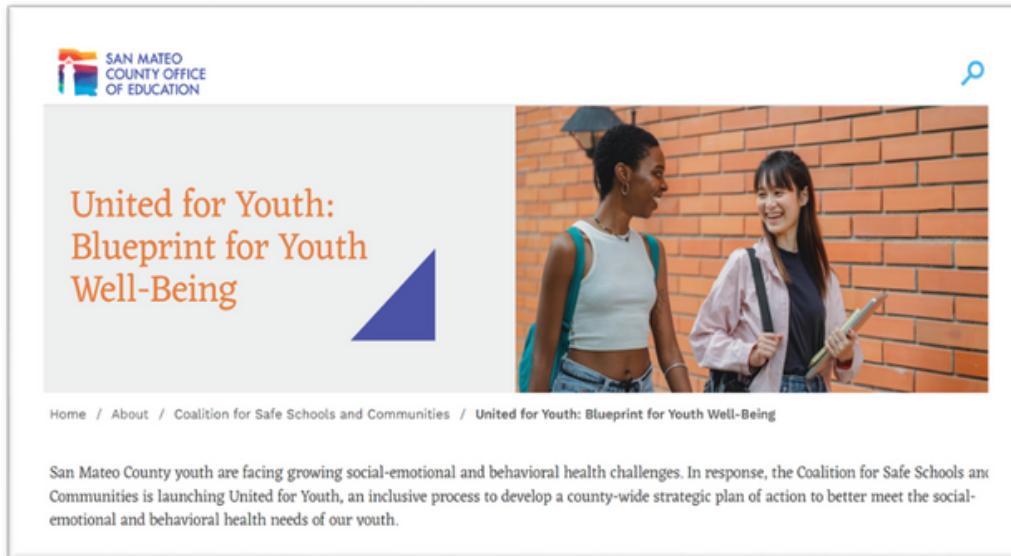 SAN MATEO
COUNTY OFFICE
OF EDUCATION
United for Youth:
Blueprint for Youth
Well-Being
Home / About / Coalition for Safe Schools and Communities / United for Youth: Blueprint for Youth Well-Being
San Mateo County youth are facing growing social-emotional and behavioral health challenges. In response, the Coalition for Safe Schools and
Communities is launching United for Youth, an inclusive process to develop a county-wide strategic plan of action to better meet the social-
emotional and behavioral health needs of our youth.